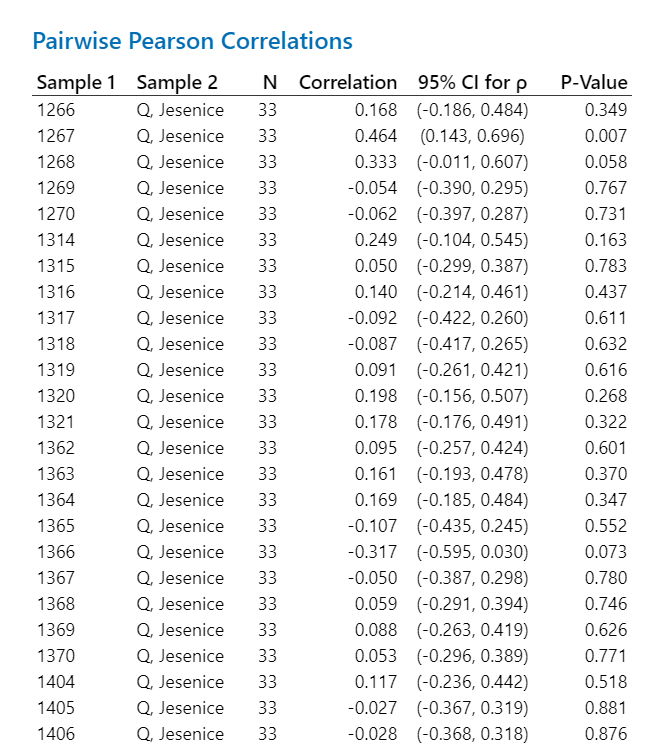 Pairwise Pearson Correlations
Sample 1 Sample 2 N Correlation 95% CI for ρ P-Value
1266 Q, Jesenice 33 0.168 (-0.186, 0.484) 0.349
1267 Q, Jesenice 33 0.464 (0.143, 0.696) 0.007
1268 Q, Jesenice 33 0.333 (-0.011, 0.607) 0.058
1269 Q, Jesenice 33 -0.054 (-0.390, 0.295) 0.767
1270 Q, Jesenice 33 -0.062 (-0.397, 0.287) 0.731
1314 Q, Jesenice 33 0.249 (-0.104, 0.545) 0.163
1315 Q, Jesenice 33 0.050 (-0.299, 0.387) 0.783
1316 Q, Jesenice 33 0.140 (-0.214, 0.461) 0.437
1317 Q, Jesenice 33 -0.092 (-0.422, 0.260) 0.611
1318 Q, Jesenice 33 -0.087 (-0.417, 0.265) 0.632
1319 Q, Jesenice 33 0.091 (-0.261, 0.421) 0.616
1320 Q, Jesenice 33 0.198 (-0.156, 0.507) 0.268
1321 Q, Jesenice 33 0.178 (-0.176, 0.491) 0.322
1362 Q, Jesenice 33 0.095 (-0.257, 0.424) 0.601
1363 Q, Jesenice 33 0.161 (-0.193, 0.478) 0.370
1364 Q, Jesenice 33 0.169 (-0.185, 0.484) 0.347
1365 Q, Jesenice 33 -0.107 (-0.435, 0.245) 0.552
1366 Q, Jesenice 33 -0.317 (-0.595, 0.030) 0.073
1367 Q, Jesenice 33 -0.050 (-0.387, 0.298) 0.780
1368 Q, Jesenice 33 0.059 (-0.291, 0.394) 0.746
1369 Q, Jesenice 33 0.088 (-0.263, 0.419) 0.626
1370 Q, Jesenice 33 0.053 (-0.296, 0.389) 0.771
1404 Q, Jesenice 33 0.117 (-0.236, 0.442) 0.518
1405 Q, Jesenice 33 -0.027 (-0.367, 0.319) 0.881
1406 Q, Jesenice 33 -0.028 (-0.368, 0.318) 0.876